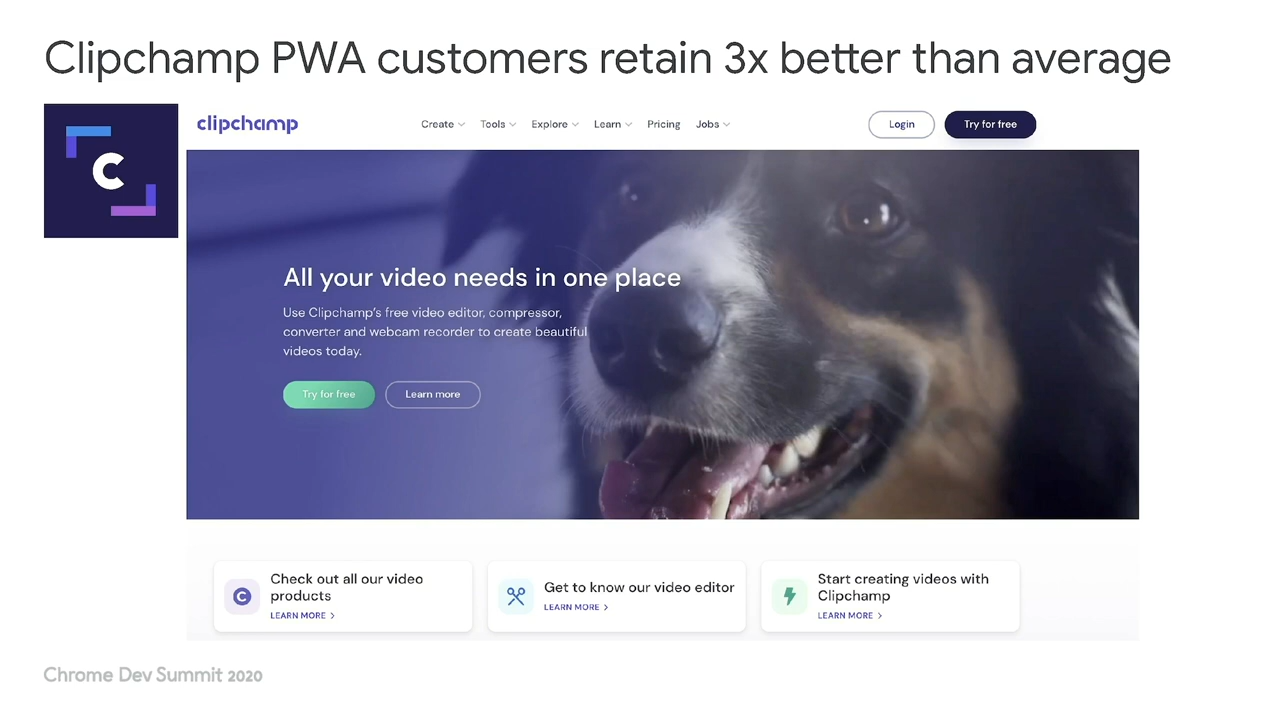 Clipchamp PWA customers retain 3x better than average
C
clipchamp
Create
Tools
Explore
Learn
Pricing
Jobs
Login
Try for free
All your video needs in one place
Use Clipchamp's free video editor, compressor,
converter and webcam recorder to create beautiful
videos today.
Try for free
Learn more
C
Check out all our video
products
LEARN MORE >
Get to know our video editor
LEARN MORE >
Start creating videos with
Clipchamp
LEARN MORE >
Chrome Dev Summit 2020